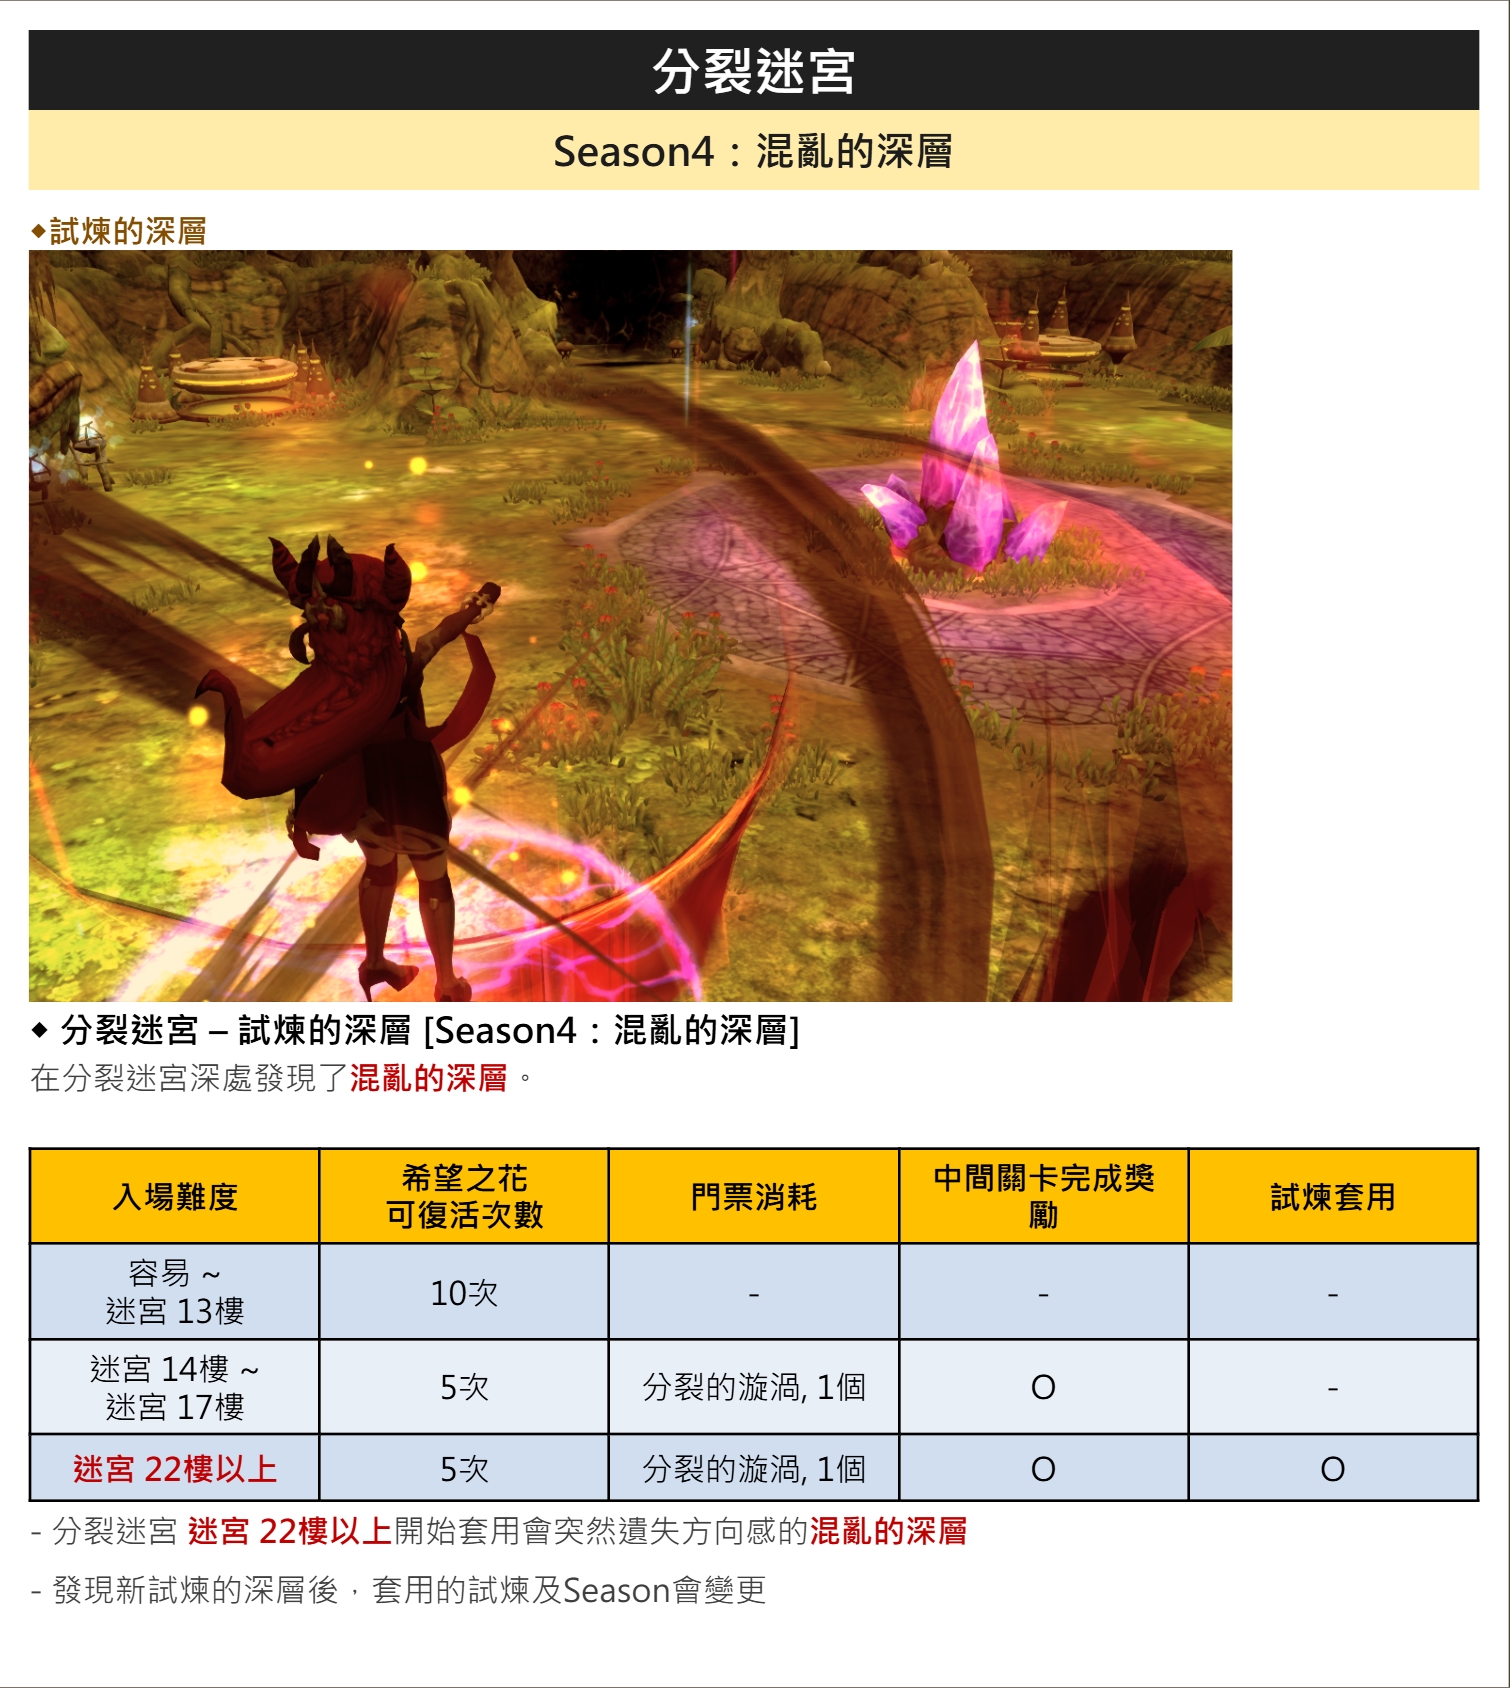 分裂迷宮
Season4：混亂的深層
◆試煉的深層
◆ 分裂迷宮 – 試煉的深層 [Season4：混亂的深層]
在分裂迷宮深處發現了混亂的深層。
入場難度
希望之花
可復活次數
門票消耗
中間關卡完成獎
勵
試煉套用
容易 ~
迷宮 13樓
10次
-
-
-
迷宮 14樓 ~
迷宮 17樓
5次
分裂的漩渦, 1個
O
-
迷宮 22樓以上
5次
分裂的漩渦, 1個
O
O
- 分裂迷宮 迷宮 22樓以上開始套用會突然遺失方向感的混亂的深層
- 發現新試煉的深層後，套用的試煉及Season會變更